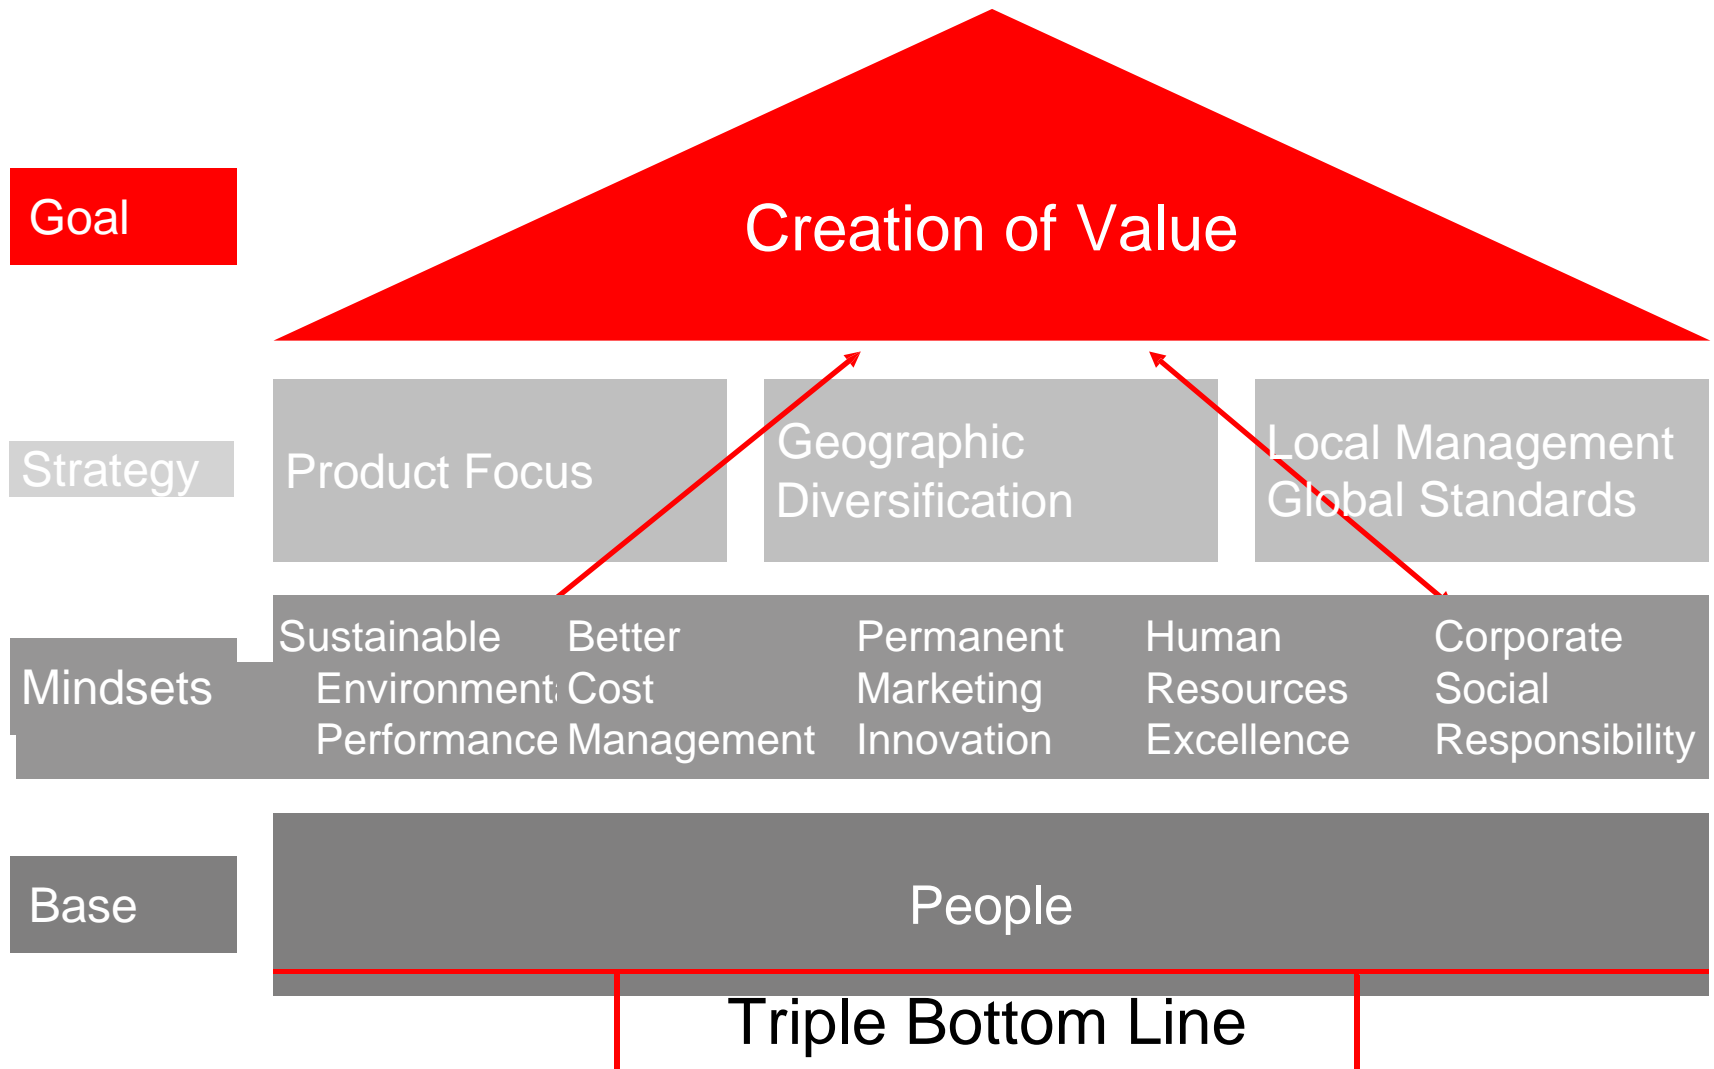 Goal
Creation of Value
Strategy
Product Focus
Geographic
Diversification
Local Management
Global Standards
Mindsets
Sustainable
Environmenta
Performance
Better
Cost
Management
Permanent
Marketing
Innovation
Human
Resources
Excellence
Corporate
Social
Responsibility
Base
People
Triple Bottom Line